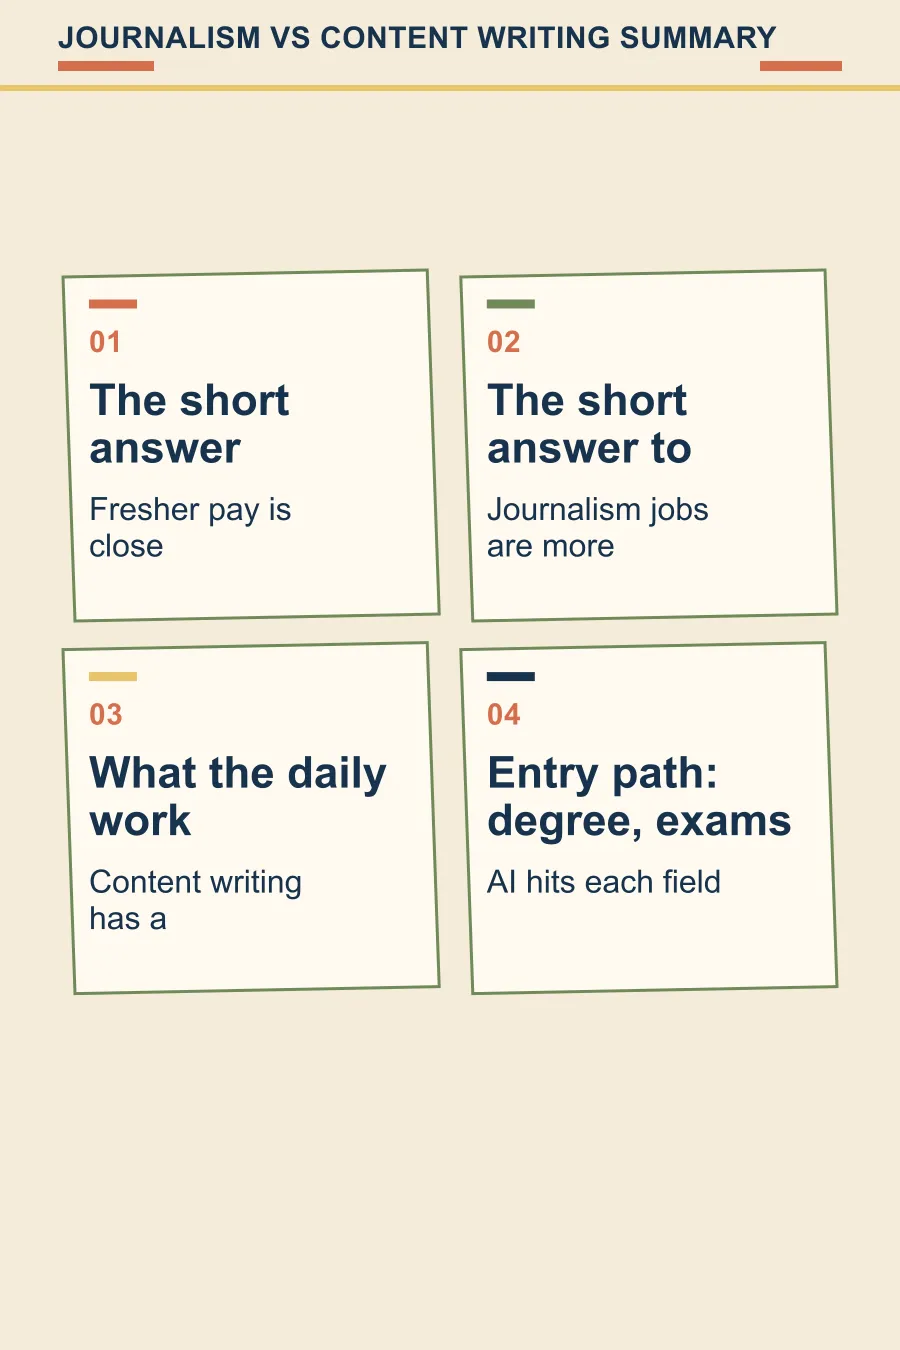 JOURNALISM VS CONTENT WRITING SUMMARY
01
The short
answer
Fresher pay is
close
02
The short
answer to
Journalism jobs
are more
03
What the daily
work
Content writing
has a
04
Entry path:
degree, exams
AI hits each field